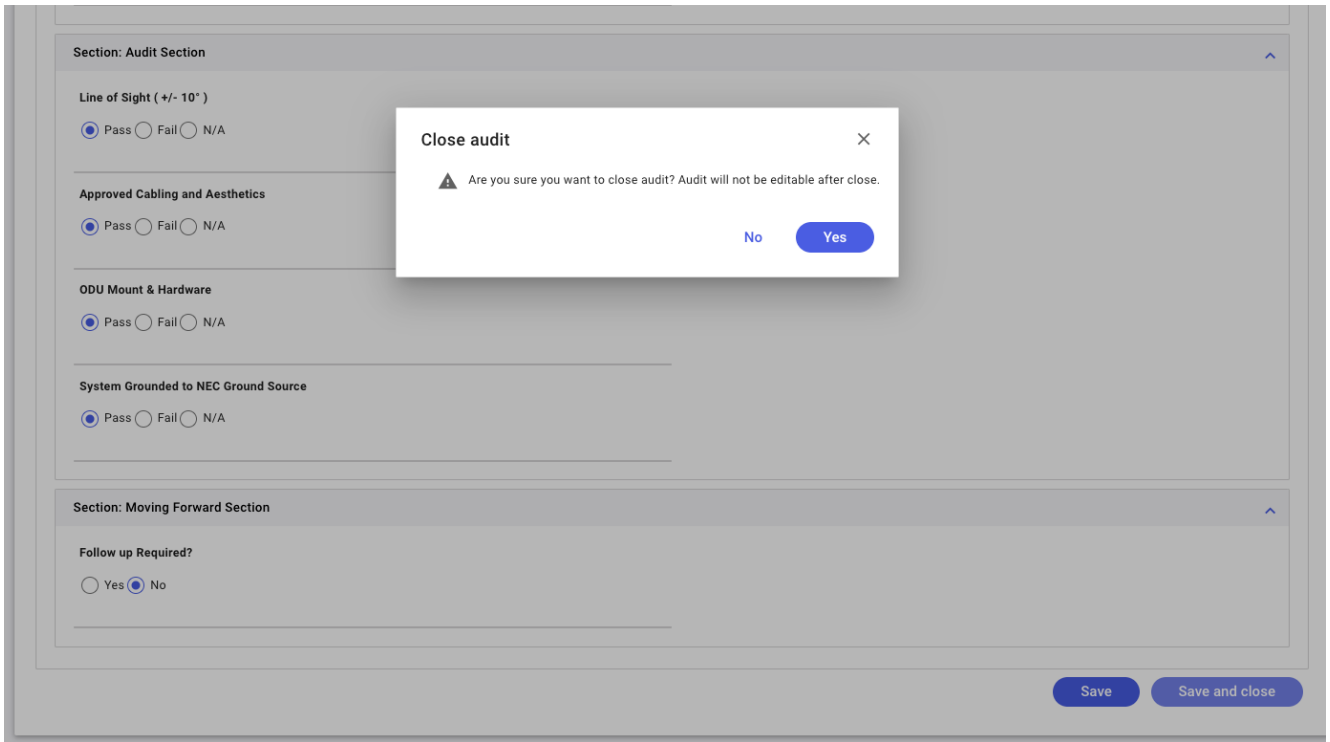 Section: Audit Section
Line of Sight ( +/- 10° )
Pass Fail N/A
Close audit
Are you sure you want to close audit? Audit will not be editable after close.
No Yes
Approved Cabling and Aesthetics
Pass Fail N/A
ODU Mount & Hardware
Pass Fail N/A
System Grounded to NEC Ground Source
Pass Fail N/A
Section: Moving Forward Section
Follow up Required?
Yes No
Save Save and close